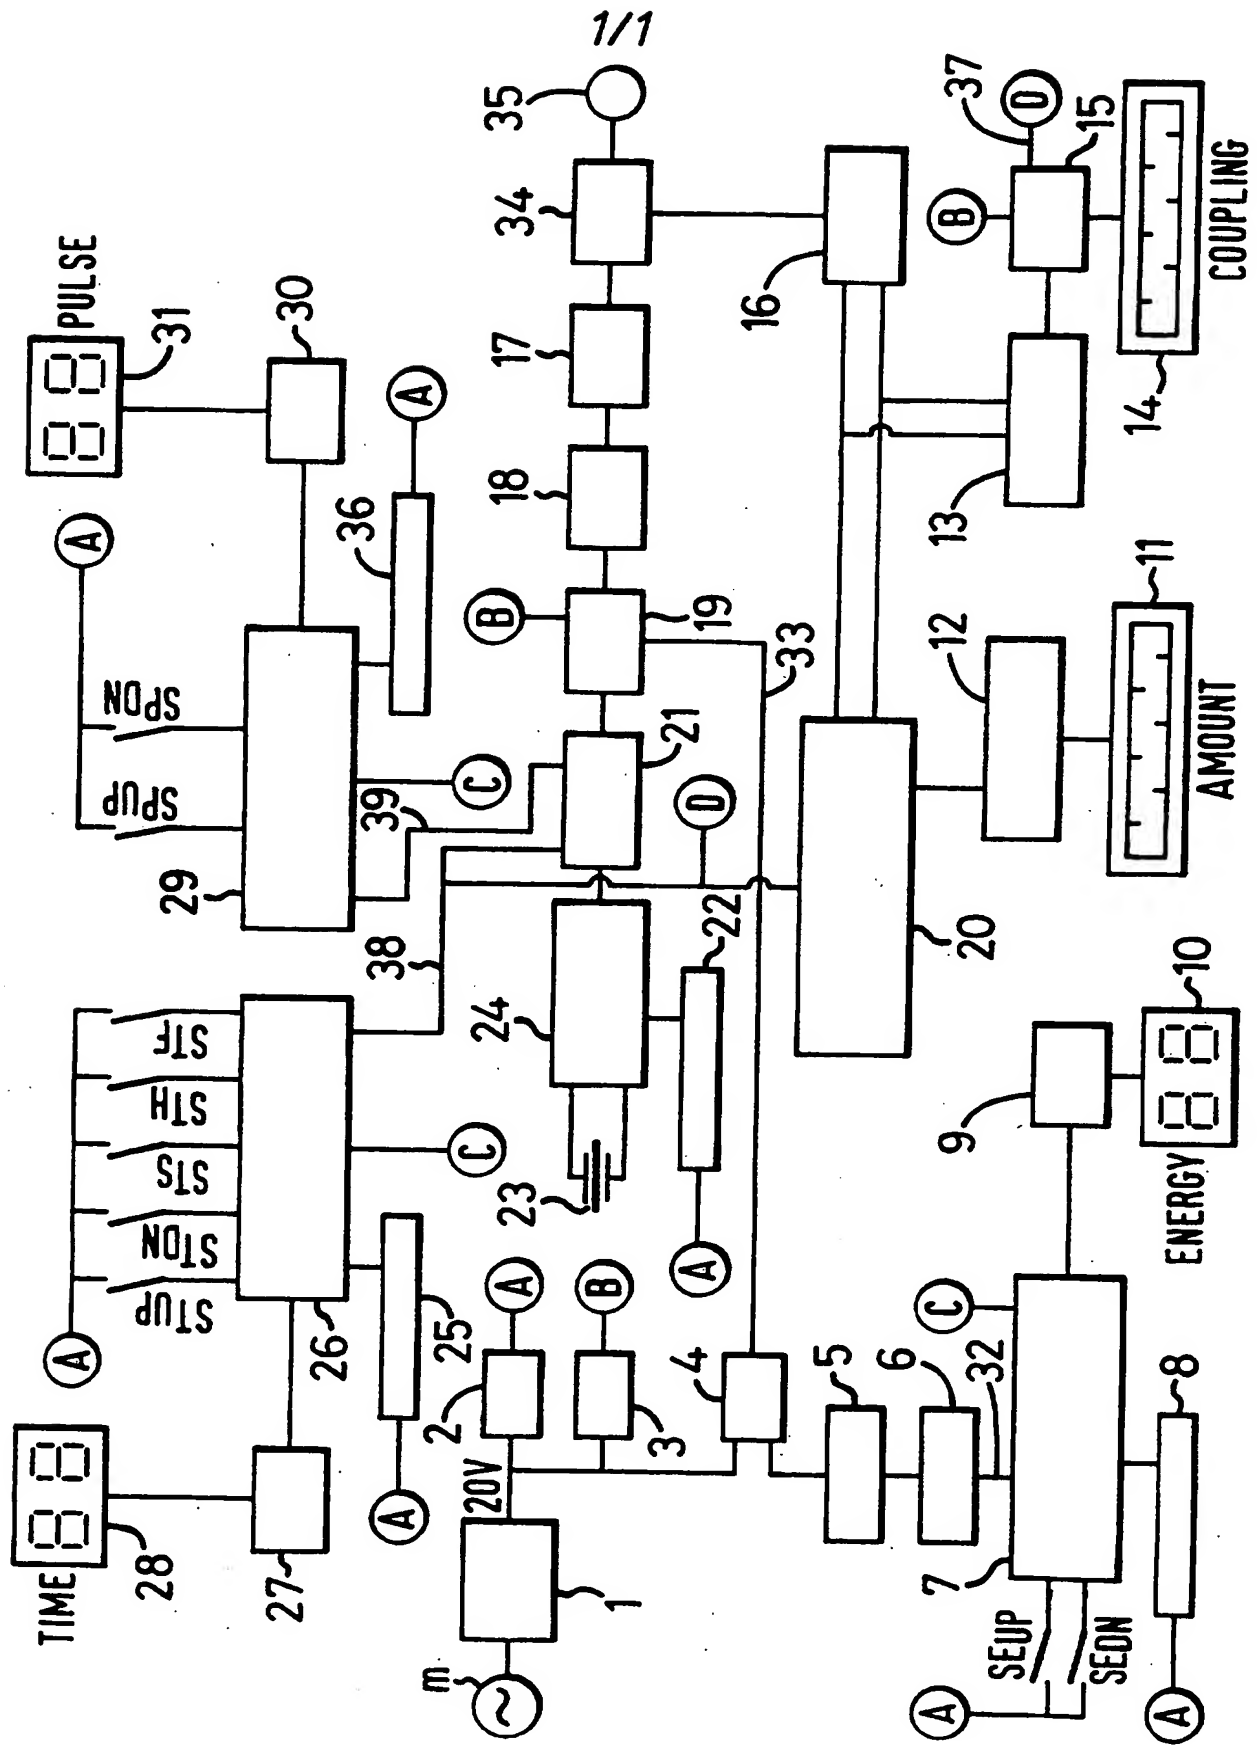 1/1
TIME
28
27
A
STUP
STDN
STS
STH
STF
26
25
A
C
38
29
SPUP
SPDN
A
C
39
36
A
30
31
PULSE
m
1
20V
2
A
3
B
4
23
24
22
A
21
D
B
19
33
18
17
34
35
5
6
32
7
SEUP
SEDN
A
A
8
C
9
10
ENERGY
20
12
11
AMOUNT
13
16
B
D
37
15
14
COUPLING